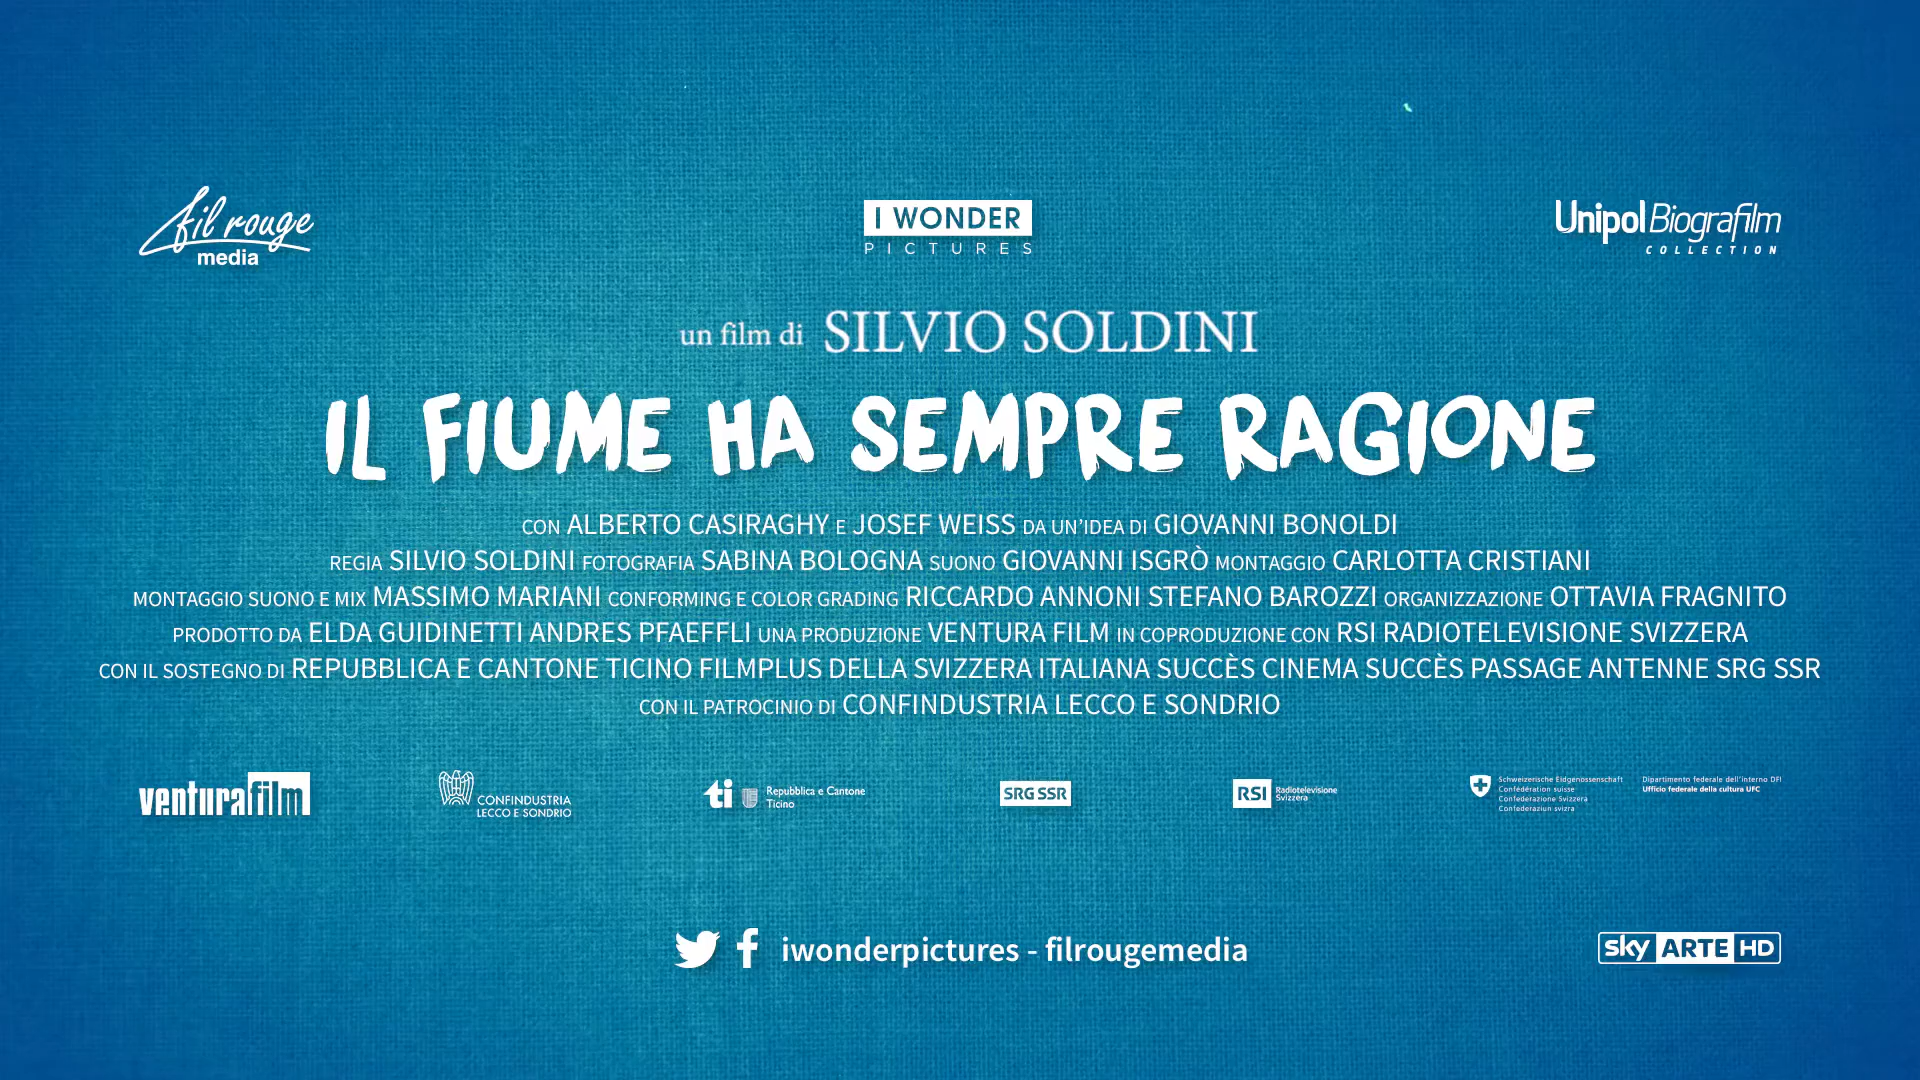 fil rouge
media
I WONDER
PICTURES
Unipol Biografilm
COLLECTION
un film di SILVIO SOLDINI
IL FIUME HA SEMPRE RAGIONE
CON ALBERTO CASIRAGHY E JOSEF WEISS DA UN'IDEA DI GIOVANNI BONOLDI
REGIA SILVIO SOLDINI FOTOGRAFIA SABINA BOLOGNA SUONO GIOVANNI ISGRÒ MONTAGGIO CARLOTTA CRISTIANI
MONTAGGIO SUONO E MIX MASSIMO MARIANI CONFORMING E COLOR GRADING RICCARDO ANNONI STEFANO BAROZZI ORGANIZZAZIONE OTTAVIA FRAGNITO
PRODOTTO DA ELDA GUIDINETTI ANDRES PFAEFFLI UNA PRODUZIONE VENTURA FILM IN COPRODUZIONE CON RSI RADIOTELEVISIONE SVIZZERA
CON IL SOSTEGNO DI REPUBBLICA E CANTONE TICINO FILMPLUS DELLA SVIZZERA ITALIANA SUCCÈS CINEMA SUCCÈS PASSAGE ANTENNE SRG SSR
CON IL PATROCINIO DI CONFINDUSTRIA LECCO E SONDRIO
venturafilm
CONFINDUSTRIA
LECCO E SONDRIO
ti
Repubblica e Cantone
Ticino
SRG SSR
RSI
Radiotelevisione
Svizzera
Schweizerische Eidgenossenschaft
Confédération suisse
Confederazione Svizzera
Confederaziun svizra
Dipartimento federale dell'interno DFI
Ufficio federale della cultura UFC
iwonderpictures - filrougemedia
sky ARTE HD